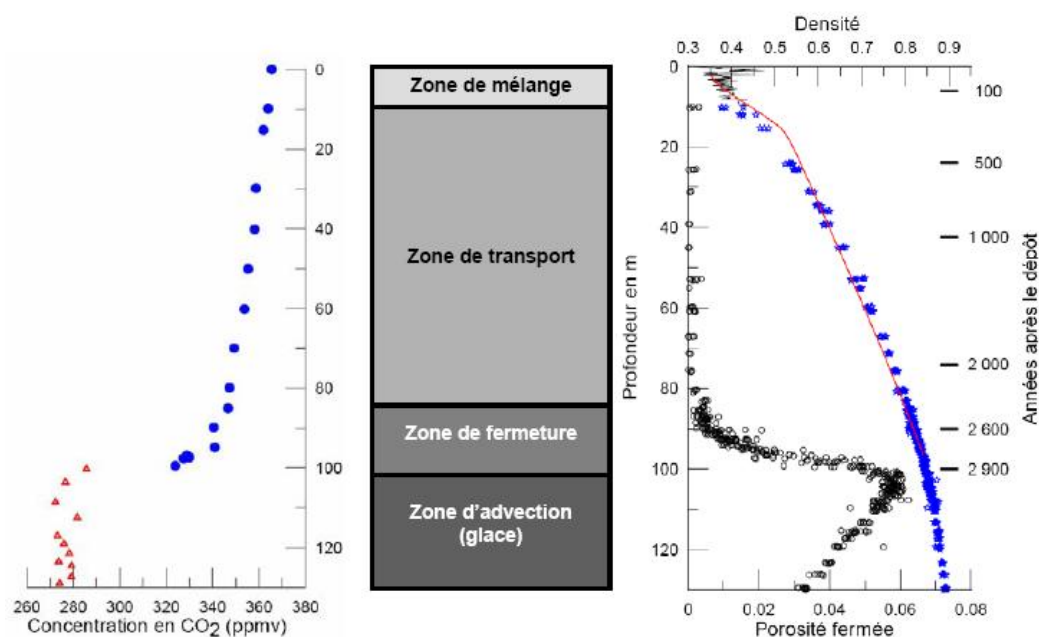 0
20
40
60
80
100
120
260 280 300 320 340 360 380
Concentration en CO2 (ppmv)
Zone de mélange
Zone de transport
Zone de fermeture
Zone d'advection
(glace)
Densité
0.3 0.4 0.5 0.6 0.7 0.8 0.9
Profondeur en m
0
20
40
60
80
100
120
0 0.02 0.04 0.06 0.08
Porosité fermée
100
500
1 000
2 000
2 600
2 900
Années après le dépôt